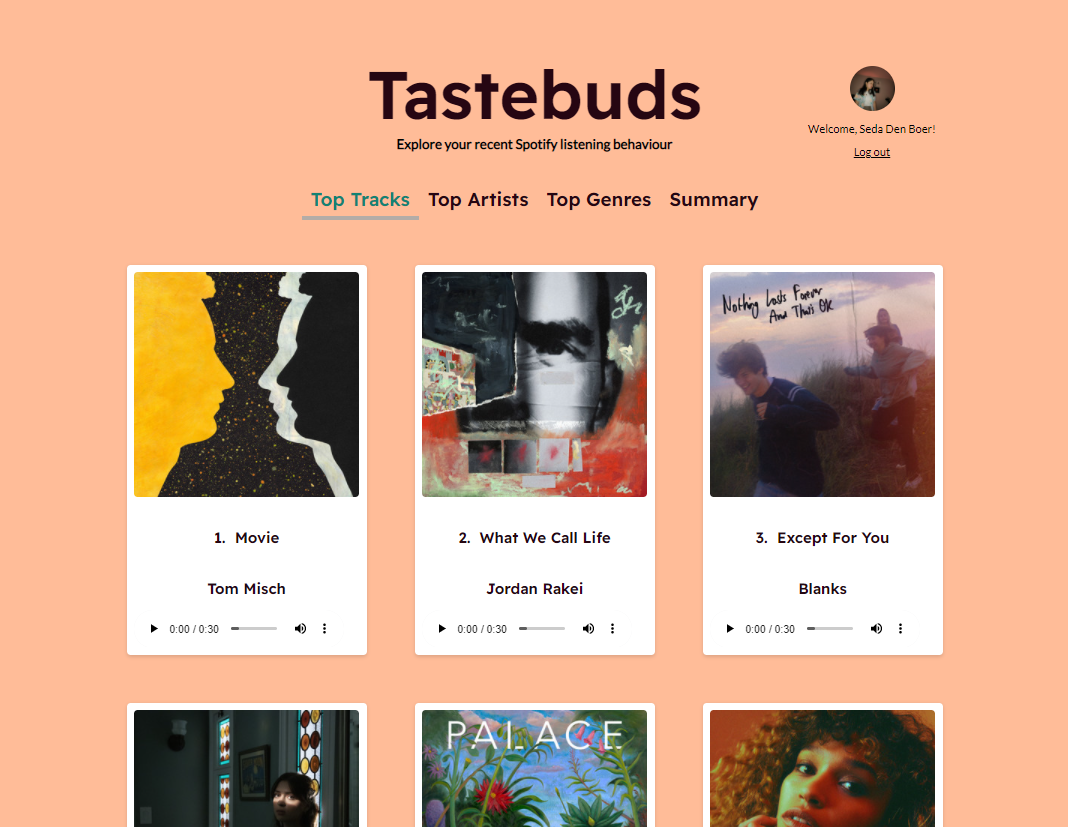 Tastebuds
Explore your recent Spotify listening behaviour
Welcome, Seda Den Boer!
Log out
Top Tracks Top Artists Top Genres Summary
Nothing Lasts Forever
And That's OK
1. Movie
Tom Misch
0:00 / 0:30
2. What We Call Life
Jordan Rakei
0:00 / 0:30
3. Except For You
Blanks
0:00 / 0:30
PALACE